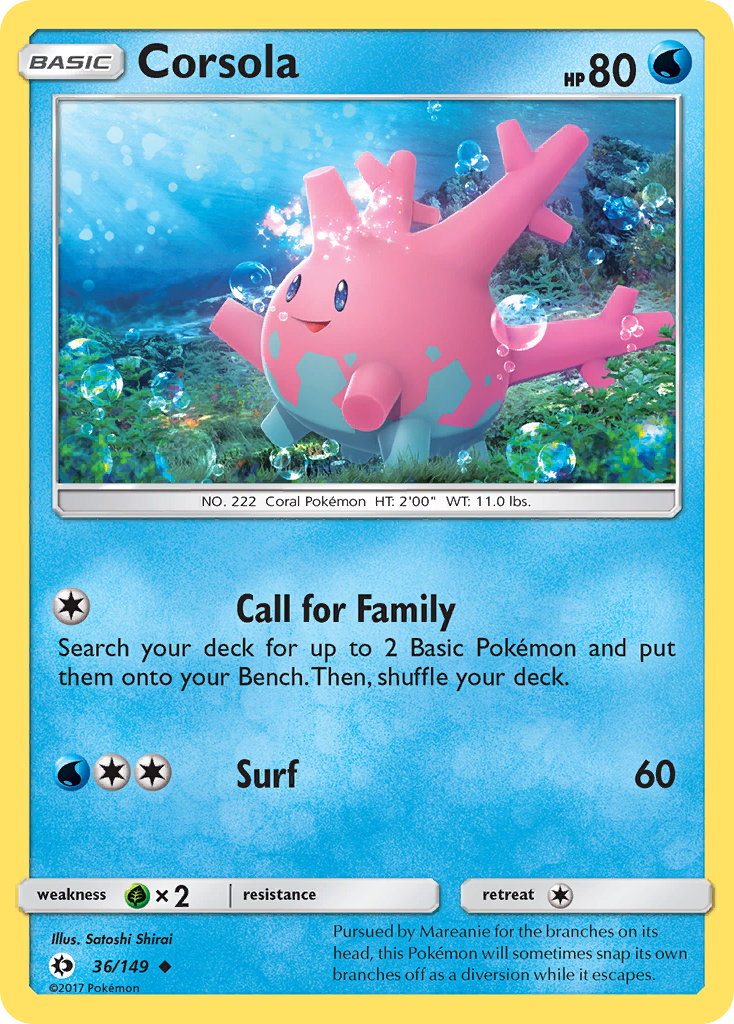 BASIC Corsola HP 80
NO. 222 Coral Pokémon HT: 2'00" WT: 11.0 lbs.
Call for Family
Search your deck for up to 2 Basic Pokémon and put
them onto your Bench. Then, shuffle your deck.
Surf 60
weakness × 2 resistance retreat
Illus. Satoshi Shirai
36/149
©2017 Pokémon
Pursued by Mareanie for the branches on its
head, this Pokémon will sometimes snap its own
branches off as a diversion while it escapes.